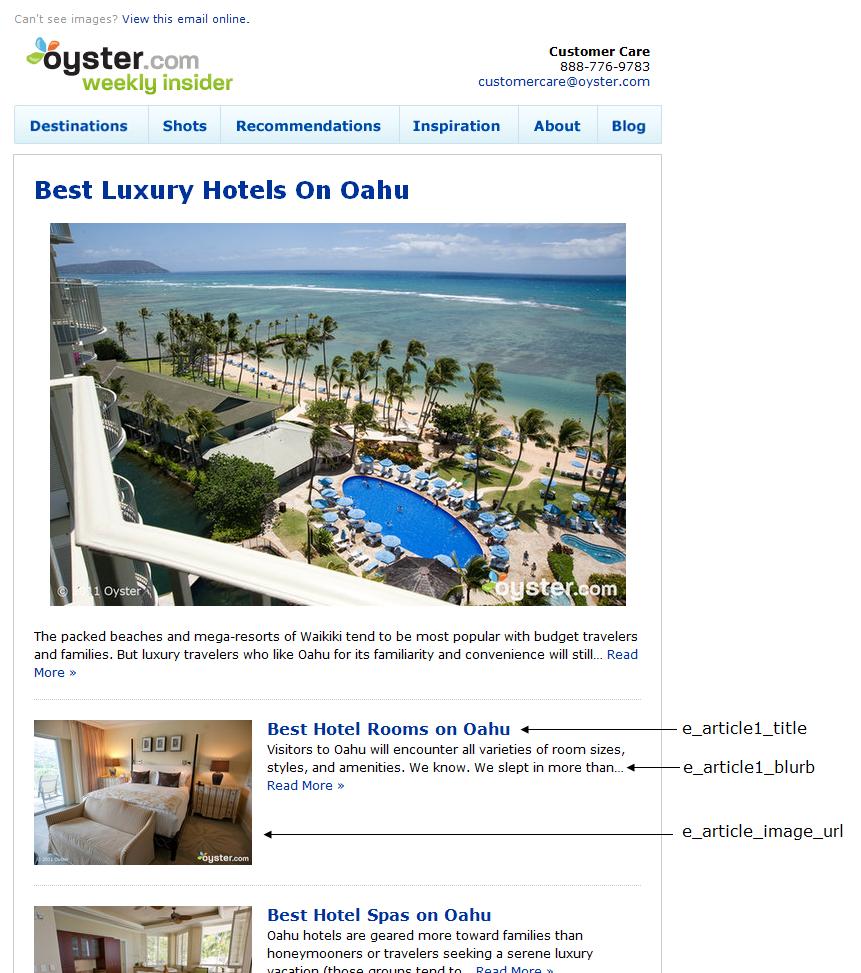 Can't see images? View this email online.
oyster.com
weekly insider
Customer Care
888-776-9783
customercare@oyster.com
Destinations
Shots
Recommendations
Inspiration
About
Blog
Best Luxury Hotels On Oahu
© 2011 Oyster
oyster.com
The packed beaches and mega-resorts of Waikiki tend to be most popular with budget travelers
and families. But luxury travelers who like Oahu for its familiarity and convenience will still... Read
More »
Best Hotel Rooms on Oahu
e_article1_title
Visitors to Oahu will encounter all varieties of room sizes,
styles, and amenities. We know. We slept in more than...
e_article1_blurb
Read More »
e_article_image_url
© 2011 Oyster
oyster.com
Best Hotel Spas on Oahu
Oahu hotels are geared more toward families than
honeymooners or travelers seeking a serene luxury
vacation (those groups tend to... Read More »